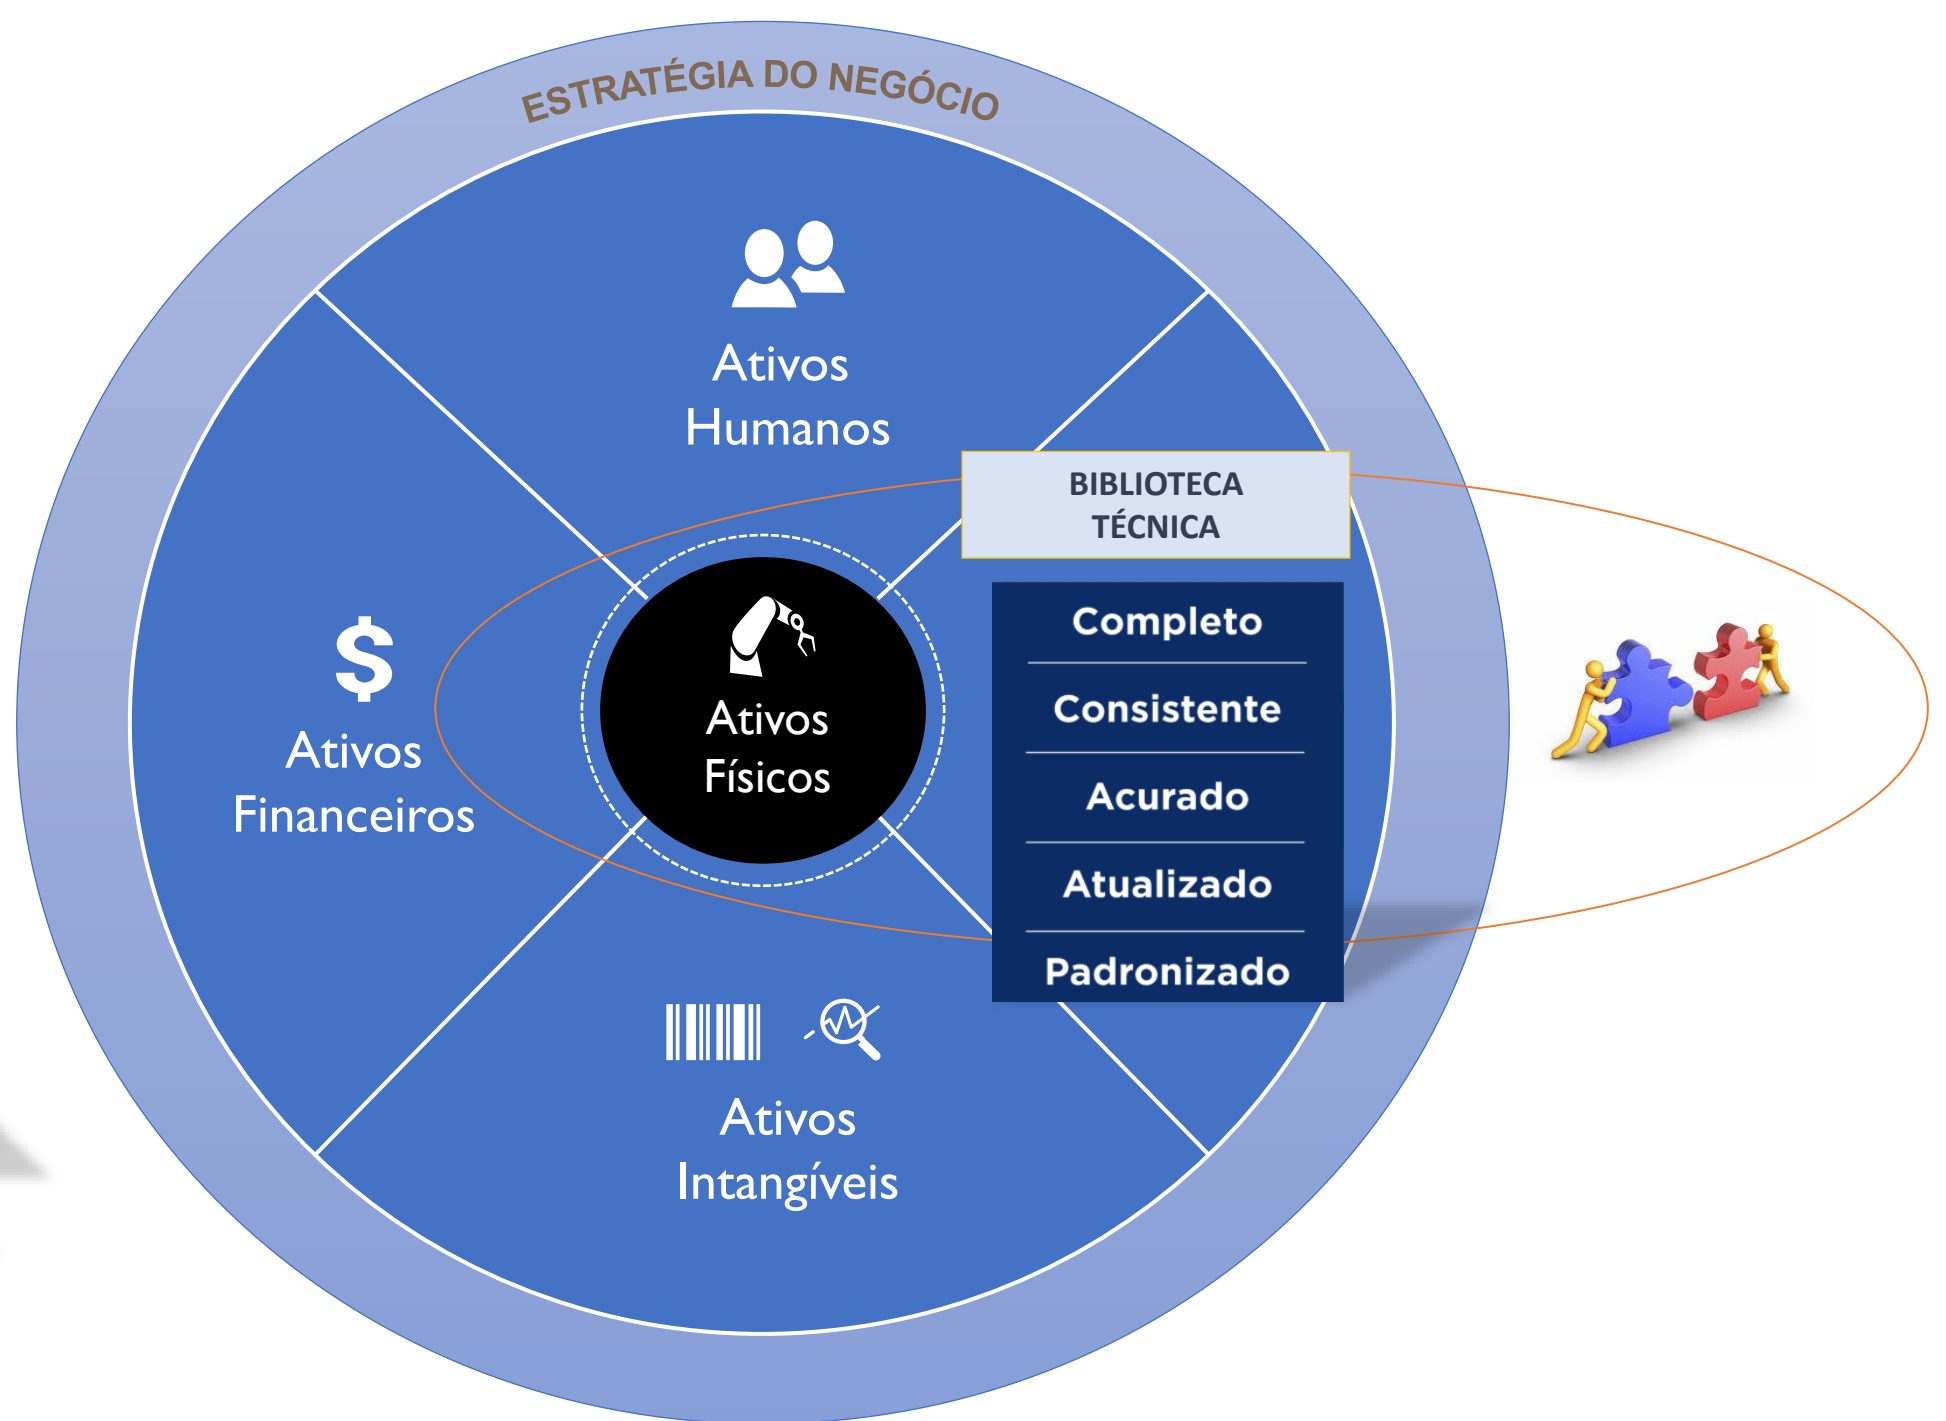 ESTRATÉGIA DO NEGÓCIO
Ativos
Humanos
BIBLIOTECA
TÉCNICA
Completo
Consistente
Acurado
Atualizado
Padronizado
$
Ativos
Financeiros
Ativos
Físicos
Ativos
Intangíveis